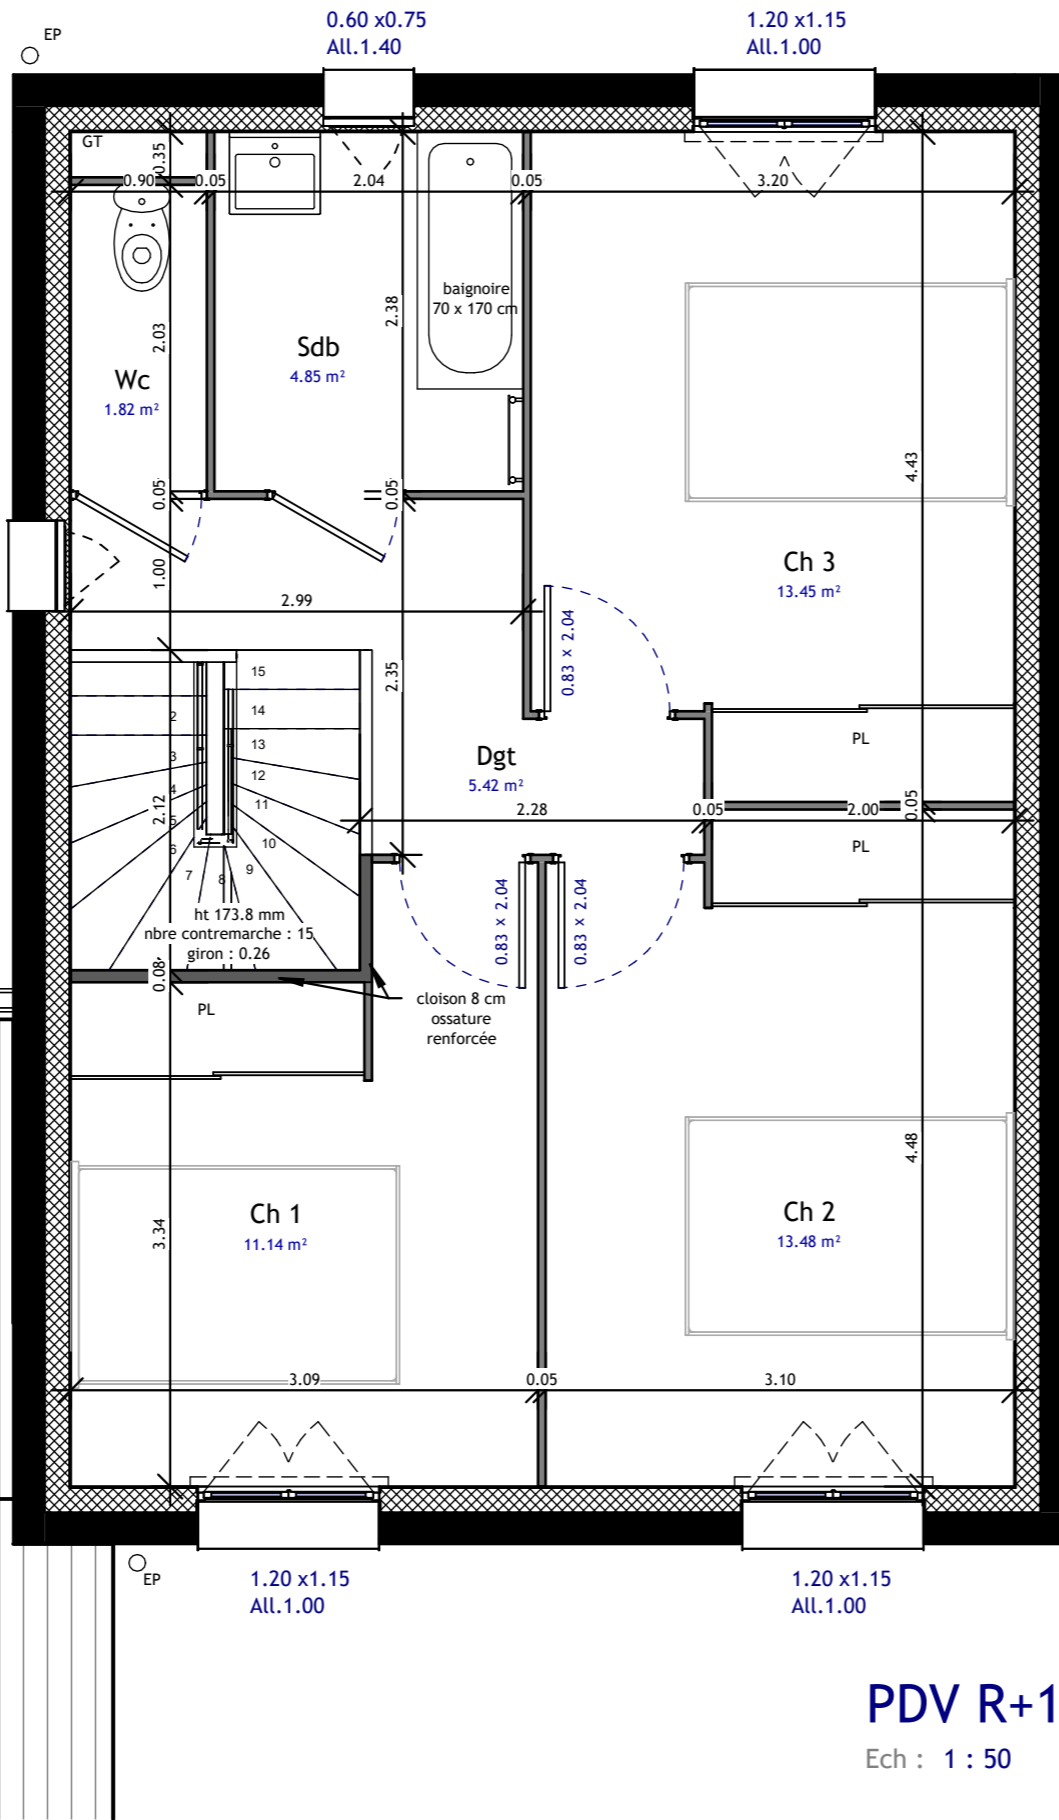 EP
0.60 x0.75
All.1.40
1.20 x1.15
All.1.00
GT
0.35
0.90
0.05
2.04
0.05
3.20
baignoire
70 x 170 cm
2.03
2.38
Sdb
4.85 m²
Wc
1.82 m²
4.43
0.05
0.05
1.00
Ch 3
13.45 m²
2.99
0.83 x 2.04
2.35
15
14
13
12
11
10
9
8
7
6
5
4
3
2
2.12
PL
Dgt
5.42 m²
2.28
0.05
2.00
0.05
PL
ht 173.8 mm
nbre contremarche : 15
giron : 0.26
0.83 x 2.04
0.83 x 2.04
0.08
PL
cloison 8 cm
ossature
renforcée
4.48
3.34
Ch 1
11.14 m²
Ch 2
13.48 m²
3.09
0.05
3.10
EP
1.20 x1.15
All.1.00
1.20 x1.15
All.1.00
PDV R+1
Ech : 1 : 50